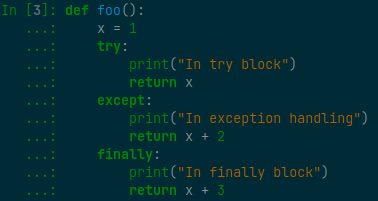 In [3]: def foo():
   ...:     x = 1
   ...:     try:
   ...:         print("In try block")
   ...:         return x
   ...:     except:
   ...:         print("In exception handling")
   ...:         return x + 2
   ...:     finally:
   ...:         print("In finally block")
   ...:         return x + 3